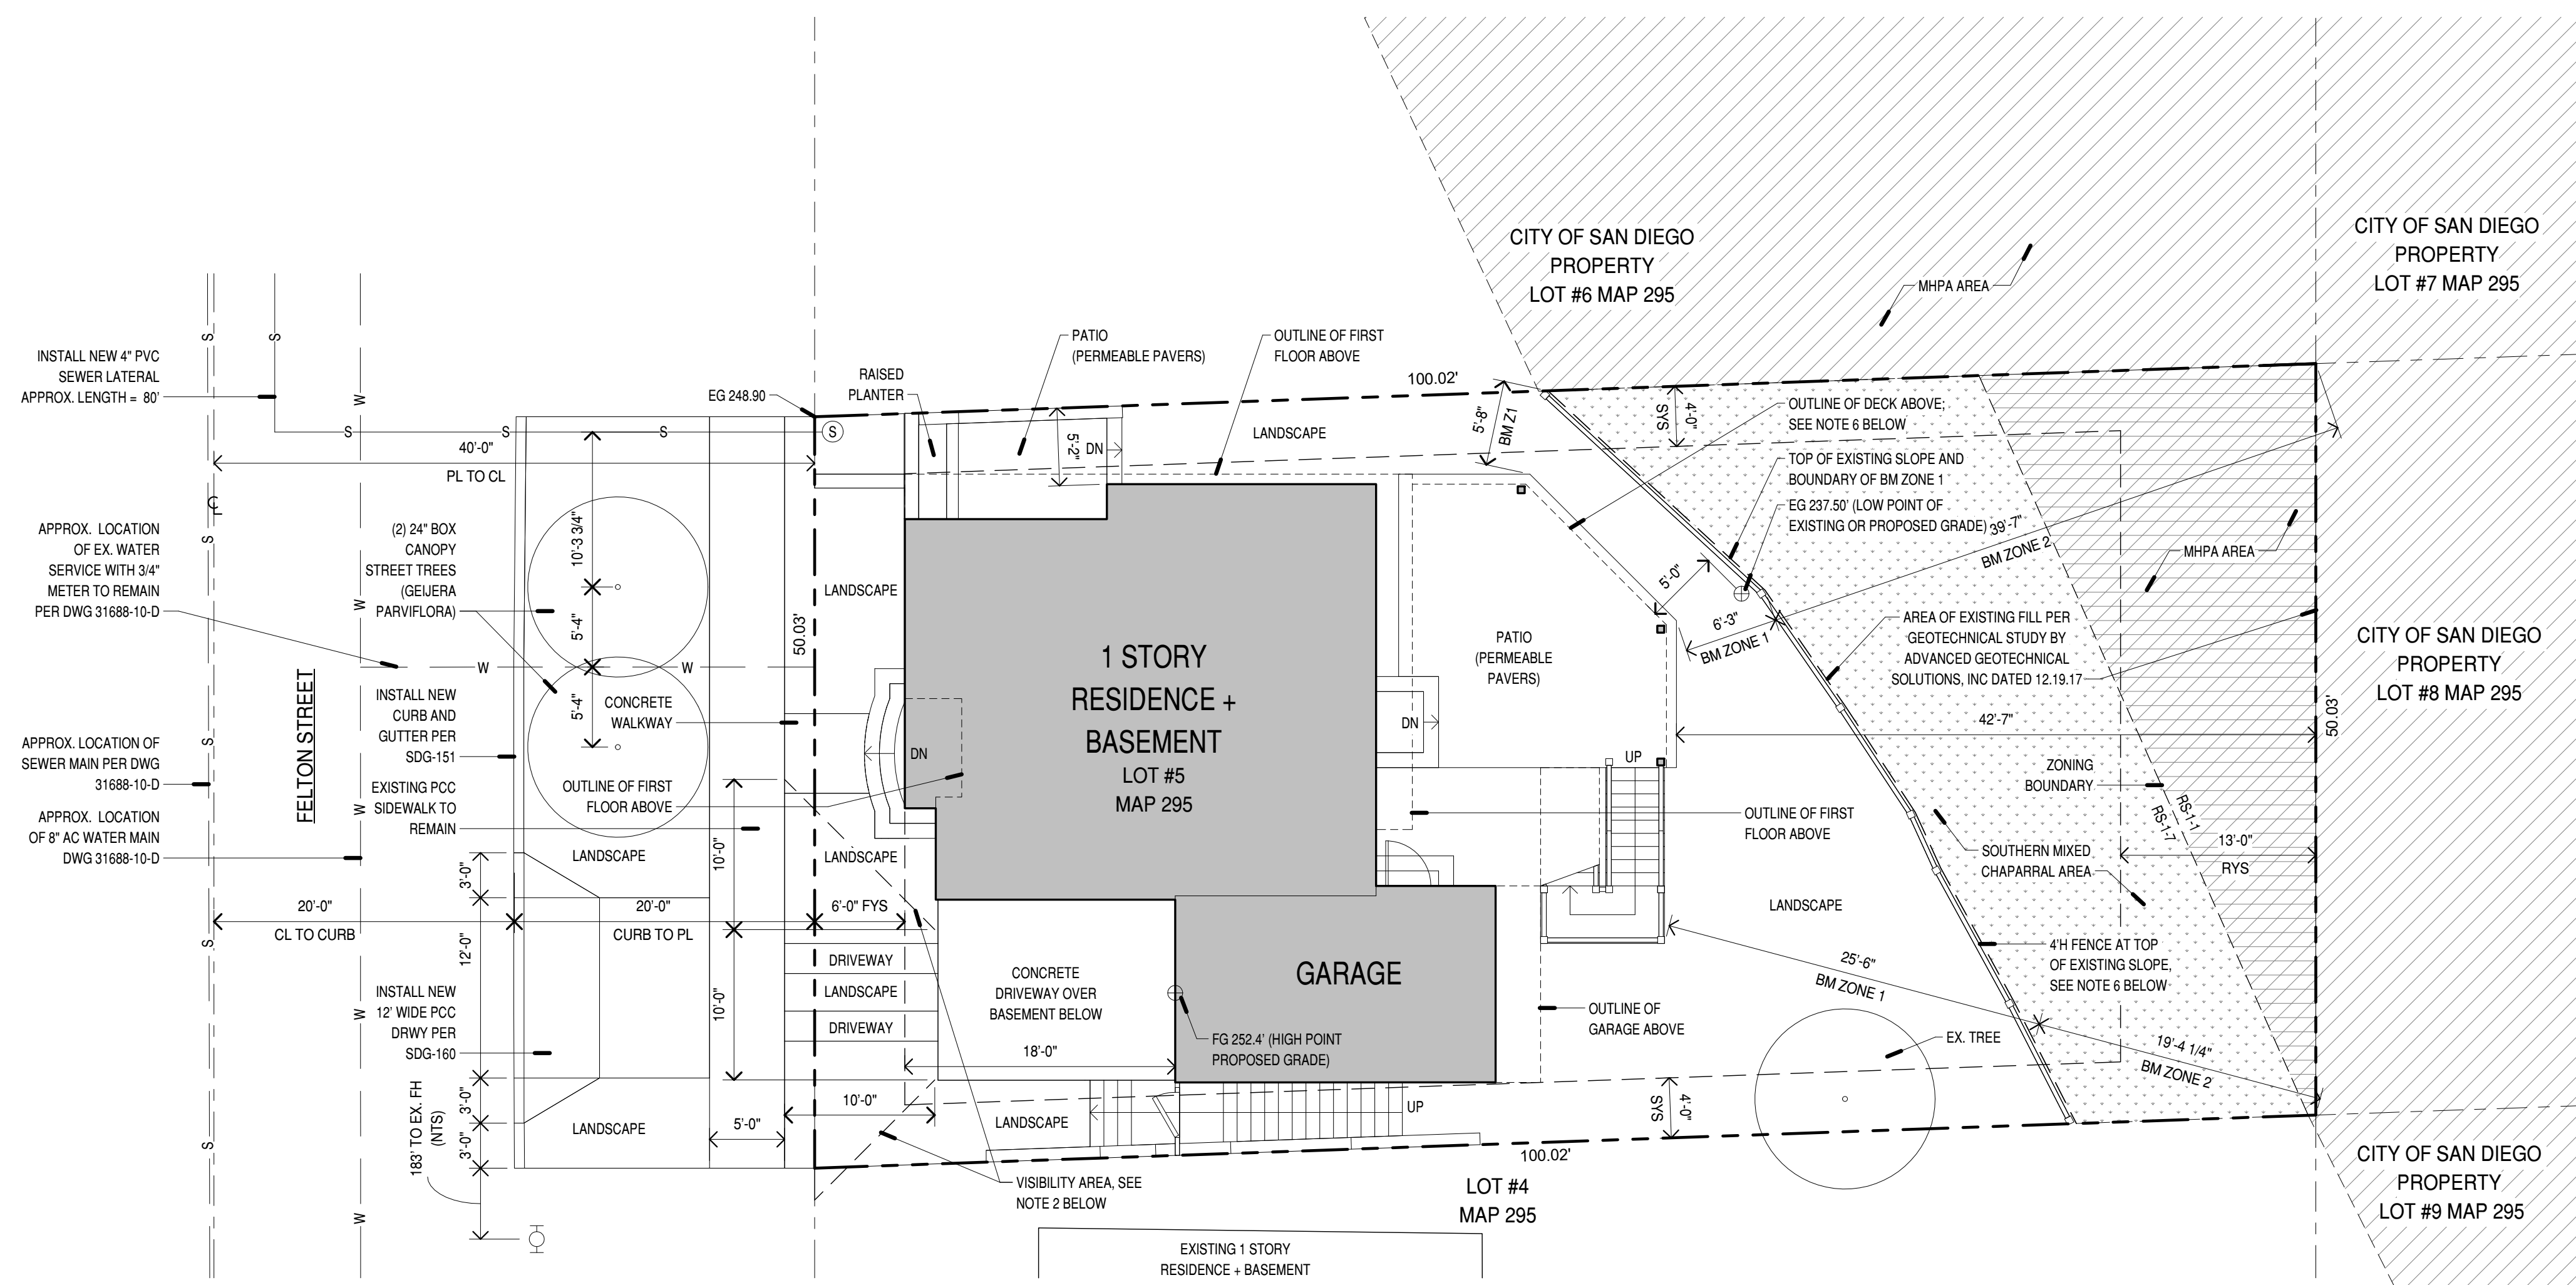 INSTALL NEW 4" PVC
SEWER LATERAL
APPROX. LENGTH = 80'
APPROX. LOCATION
OF EX. WATER
SERVICE WITH 3/4"
METER TO REMAIN
PER DWG 31688-10-D
APPROX. LOCATION OF
SEWER MAIN PER DWG
31688-10-D
APPROX. LOCATION
OF 8" AC WATER MAIN
DWG 31688-10-D
S
S
S
S
S
S
S
S
S
W
W
W
W
W
W
W
S
℄
FELTON STREET
40'-0"
PL TO CL
(2) 24" BOX
CANOPY
STREET TREES
(GEIJERA
PARVIFLORA)
INSTALL NEW
CURB AND
GUTTER PER
SDG-151
EXISTING PCC
SIDEWALK TO
REMAIN
INSTALL NEW
12' WIDE PCC
DRWY PER
SDG-160
183' TO EX. FH
(NTS)
10'-3 3/4"
5'-4"
5'-4"
3'-0"
12'-0"
3'-0"
3'-0"
20'-0"
CL TO CURB
20'-0"
CURB TO PL
6'-0" FYS
CONCRETE
WALKWAY
OUTLINE OF FIRST
FLOOR ABOVE
LANDSCAPE
LANDSCAPE
5'-0"
10'-0"
10'-0"
10'-0"
EG 248.90
50.03'
LANDSCAPE
LANDSCAPE
DRIVEWAY
LANDSCAPE
DRIVEWAY
RAISED
PLANTER
PATIO
(PERMEABLE PAVERS)
OUTLINE OF FIRST
FLOOR ABOVE
100.02'
5'-2"
DN
LANDSCAPE
5'-8"
BM Z1
DN
1 STORY
RESIDENCE +
BASEMENT
LOT #5
MAP 295
CONCRETE
DRIVEWAY OVER
BASEMENT BELOW
18'-0"
GARAGE
FG 252.4' (HIGH POINT
PROPOSED GRADE)
LANDSCAPE
UP
VISIBILITY AREA, SEE
NOTE 2 BELOW
100.02'
LOT #4
MAP 295
EXISTING 1 STORY
RESIDENCE + BASEMENT
PATIO
(PERMEABLE
PAVERS)
DN
UP
OUTLINE OF FIRST
FLOOR ABOVE
LANDSCAPE
OUTLINE OF
GARAGE ABOVE
CITY OF SAN DIEGO
PROPERTY
LOT #6 MAP 295
MHPA AREA
CITY OF SAN DIEGO
PROPERTY
LOT #7 MAP 295
4'-0"
SYS
OUTLINE OF DECK ABOVE;
SEE NOTE 6 BELOW
TOP OF EXISTING SLOPE AND
BOUNDARY OF BM ZONE 1
EG 237.50' (LOW POINT OF
EXISTING OR PROPOSED GRADE)
39'-7"
BM ZONE 2
MHPA AREA
5'-0"
6'-3"
BM ZONE 1
AREA OF EXISTING FILL PER
GEOTECHNICAL STUDY BY
ADVANCED GEOTECHNICAL
SOLUTIONS, INC DATED 12.19.17
42'-7"
50.03'
CITY OF SAN DIEGO
PROPERTY
LOT #8 MAP 295
ZONING
BOUNDARY
RS-1-1
RS-1-7
13'-0"
RYS
SOUTHERN MIXED
CHAPARRAL AREA
4'H FENCE AT TOP
OF EXISTING SLOPE,
SEE NOTE 6 BELOW
25'-6"
BM ZONE 1
EX. TREE
19'-4 1/4"
BM ZONE 2
4'-0"
SYS
CITY OF SAN DIEGO
PROPERTY
LOT #9 MAP 295